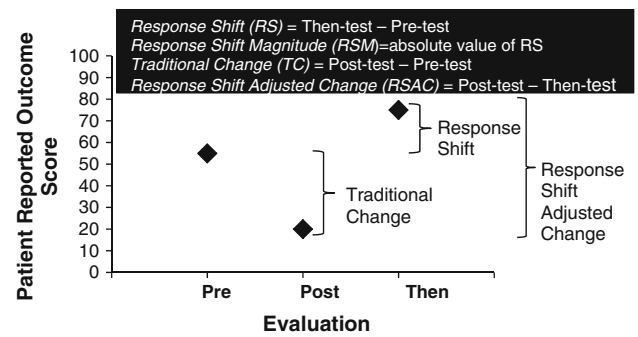 Response Shift (RS) = Then-test – Pre-test
Response Shift Magnitude (RSM)=absolute value of RS
Traditional Change (TC) = Post-test – Pre-test
Response Shift Adjusted Change (RSAC) = Post-test – Then-test
Patient Reported Outcome
Score
100
90
80
70
60
50
40
30
20
10
0
Response
Shift
Traditional
Change
Response
Shift
Adjusted
Change
Pre
Post
Then
Evaluation